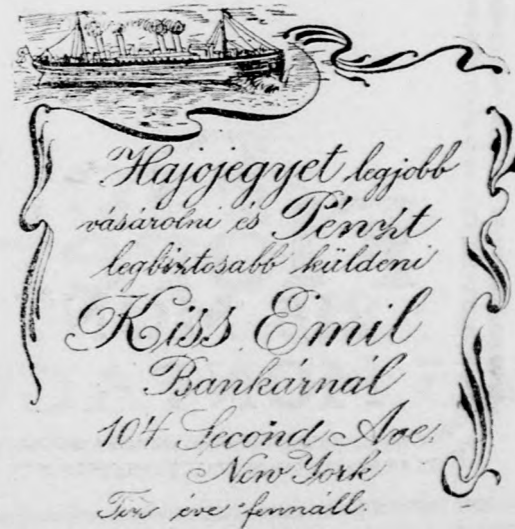 Hajojegyet legjobb
vásárolni és Pénzt
legbiztosabb küldeni
Kiss Emil
Bankárnál
104 Second Ave.
New York
Tiz éve fennáll.